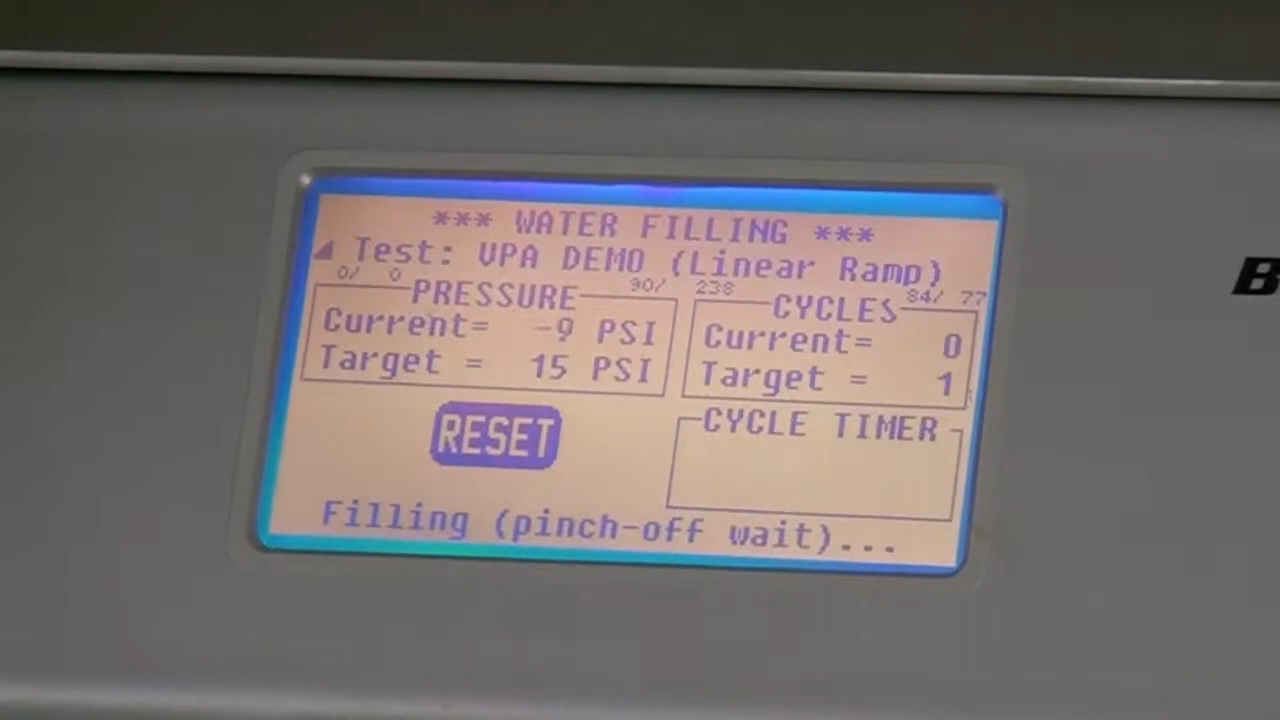 *** WATER FILLING ***
Test: VPA DEMO (Linear Ramp)
0/ 0 90/ 238 84/ 77
PRESSURE
Current= -9 PSI
Target = 15 PSI
CYCLES
Current= 0
Target = 1
RESET
CYCLE TIMER
Filling (pinch-off wait)...
B